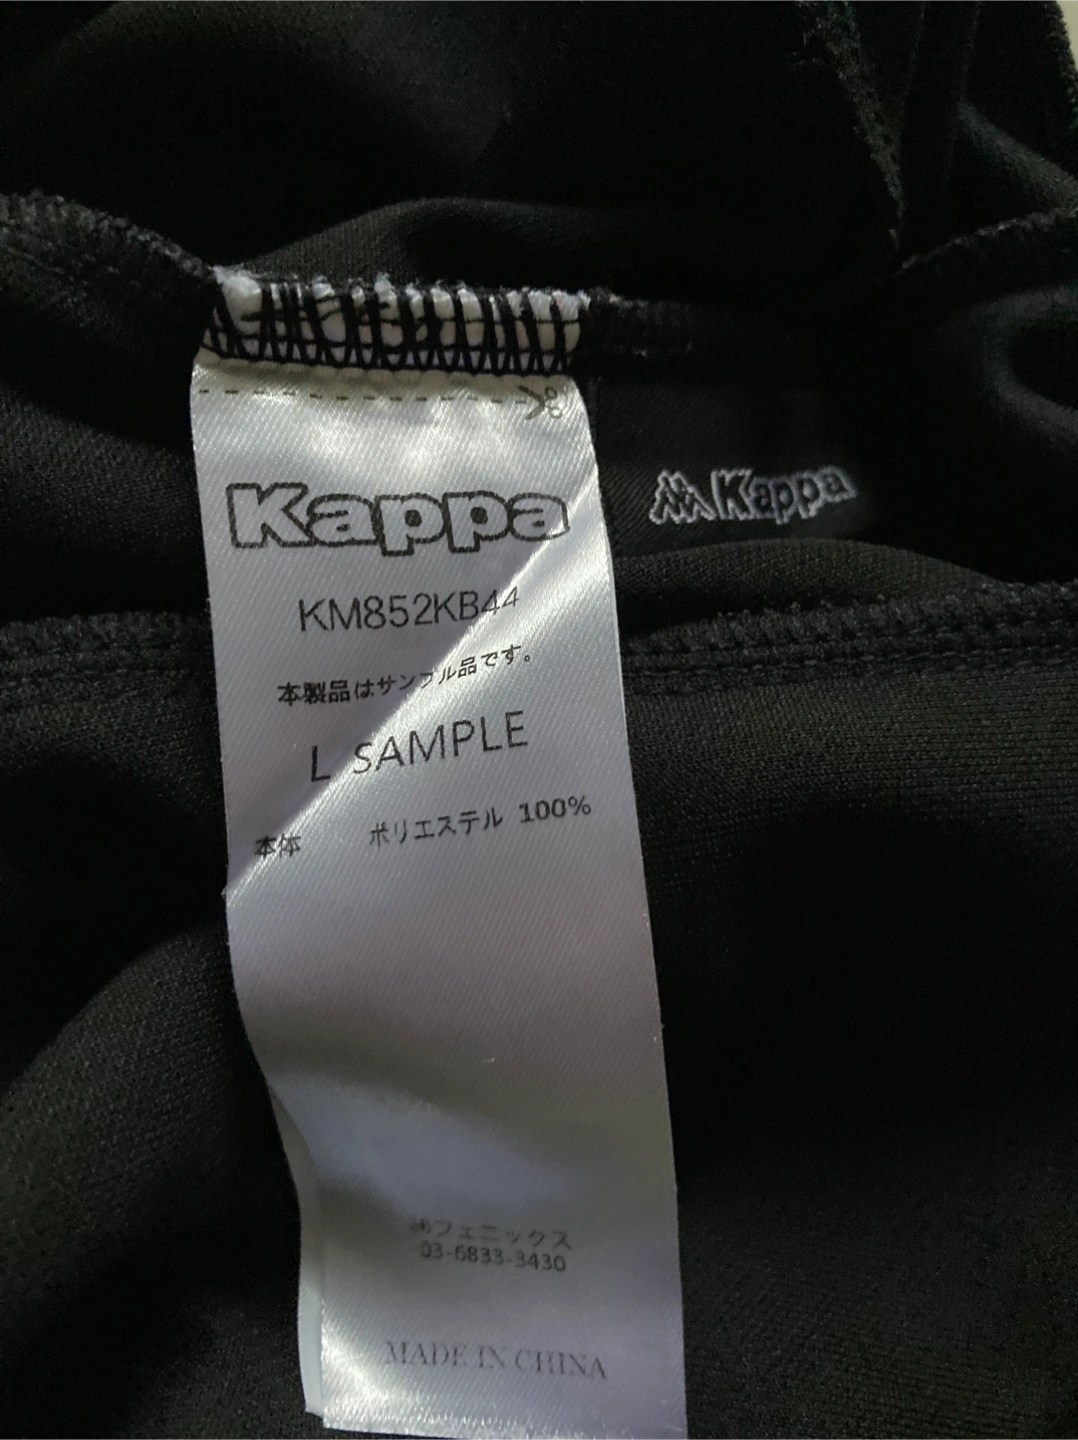 Kappa
Kappa
KM852KB44
本製品はサンプル品です。
L SAMPLE
本体 ポリエステル 100%
㈱フェニックス
03-6833-3430
MADE IN CHINA